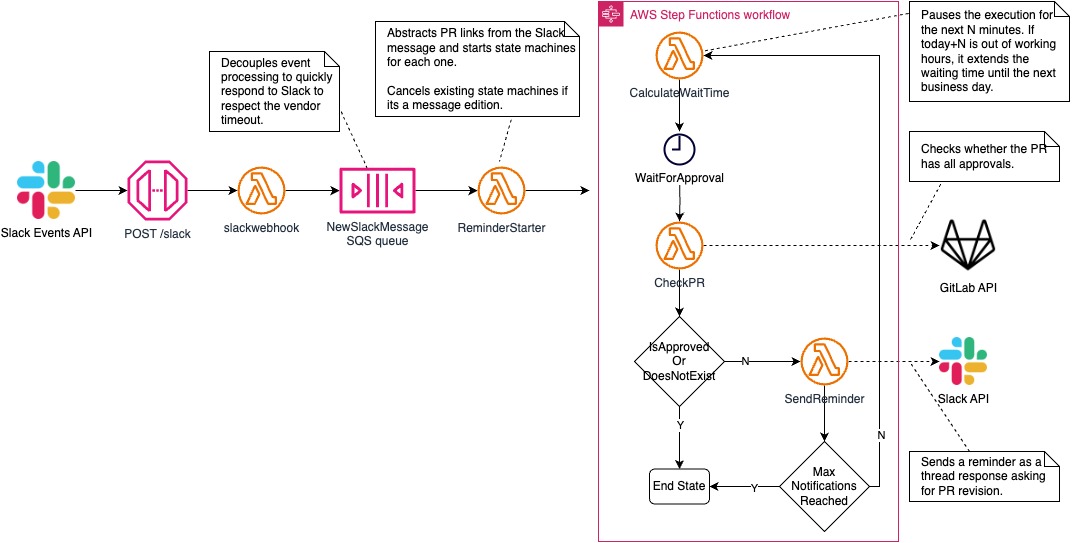 Decouples event
processing to quickly
respond to Slack to
respect the vendor
timeout.
Abstracts PR links from the Slack
message and starts state machines
for each one.
Cancels existing state machines if
its a message edition.
AWS Step Functions workflow
Pauses the execution for
the next N minutes. If
today+N is out of working
hours, it extends the
waiting time until the next
business day.
CalculateWaitTime
WaitForApproval
Checks whether the PR
has all approvals.
Slack Events API
POST /slack
slackwebhook
NewSlackMessage
SQS queue
ReminderStarter
CheckPR
GitLab API
IsApproved
Or
DoesNotExist
N
SendReminder
Slack API
Y
N
End State
Y
Max
Notifications
Reached
Sends a reminder as a
thread response asking
for PR revision.